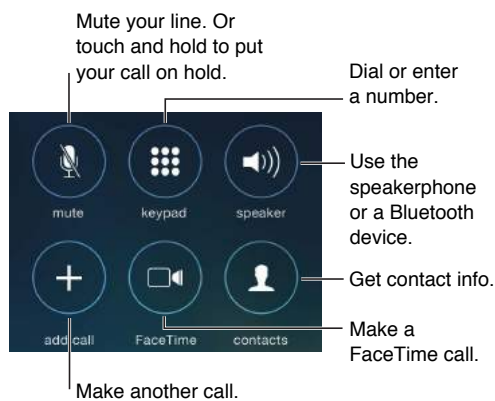 Mute your line. Or
touch and hold to put
your call on hold.
Dial or enter
a number.
Use the
speakerphone
or a Bluetooth
device.
mute
keypad
speaker
Get contact info.
Make a
FaceTime call.
add call
FaceTime
contacts
Make another call.